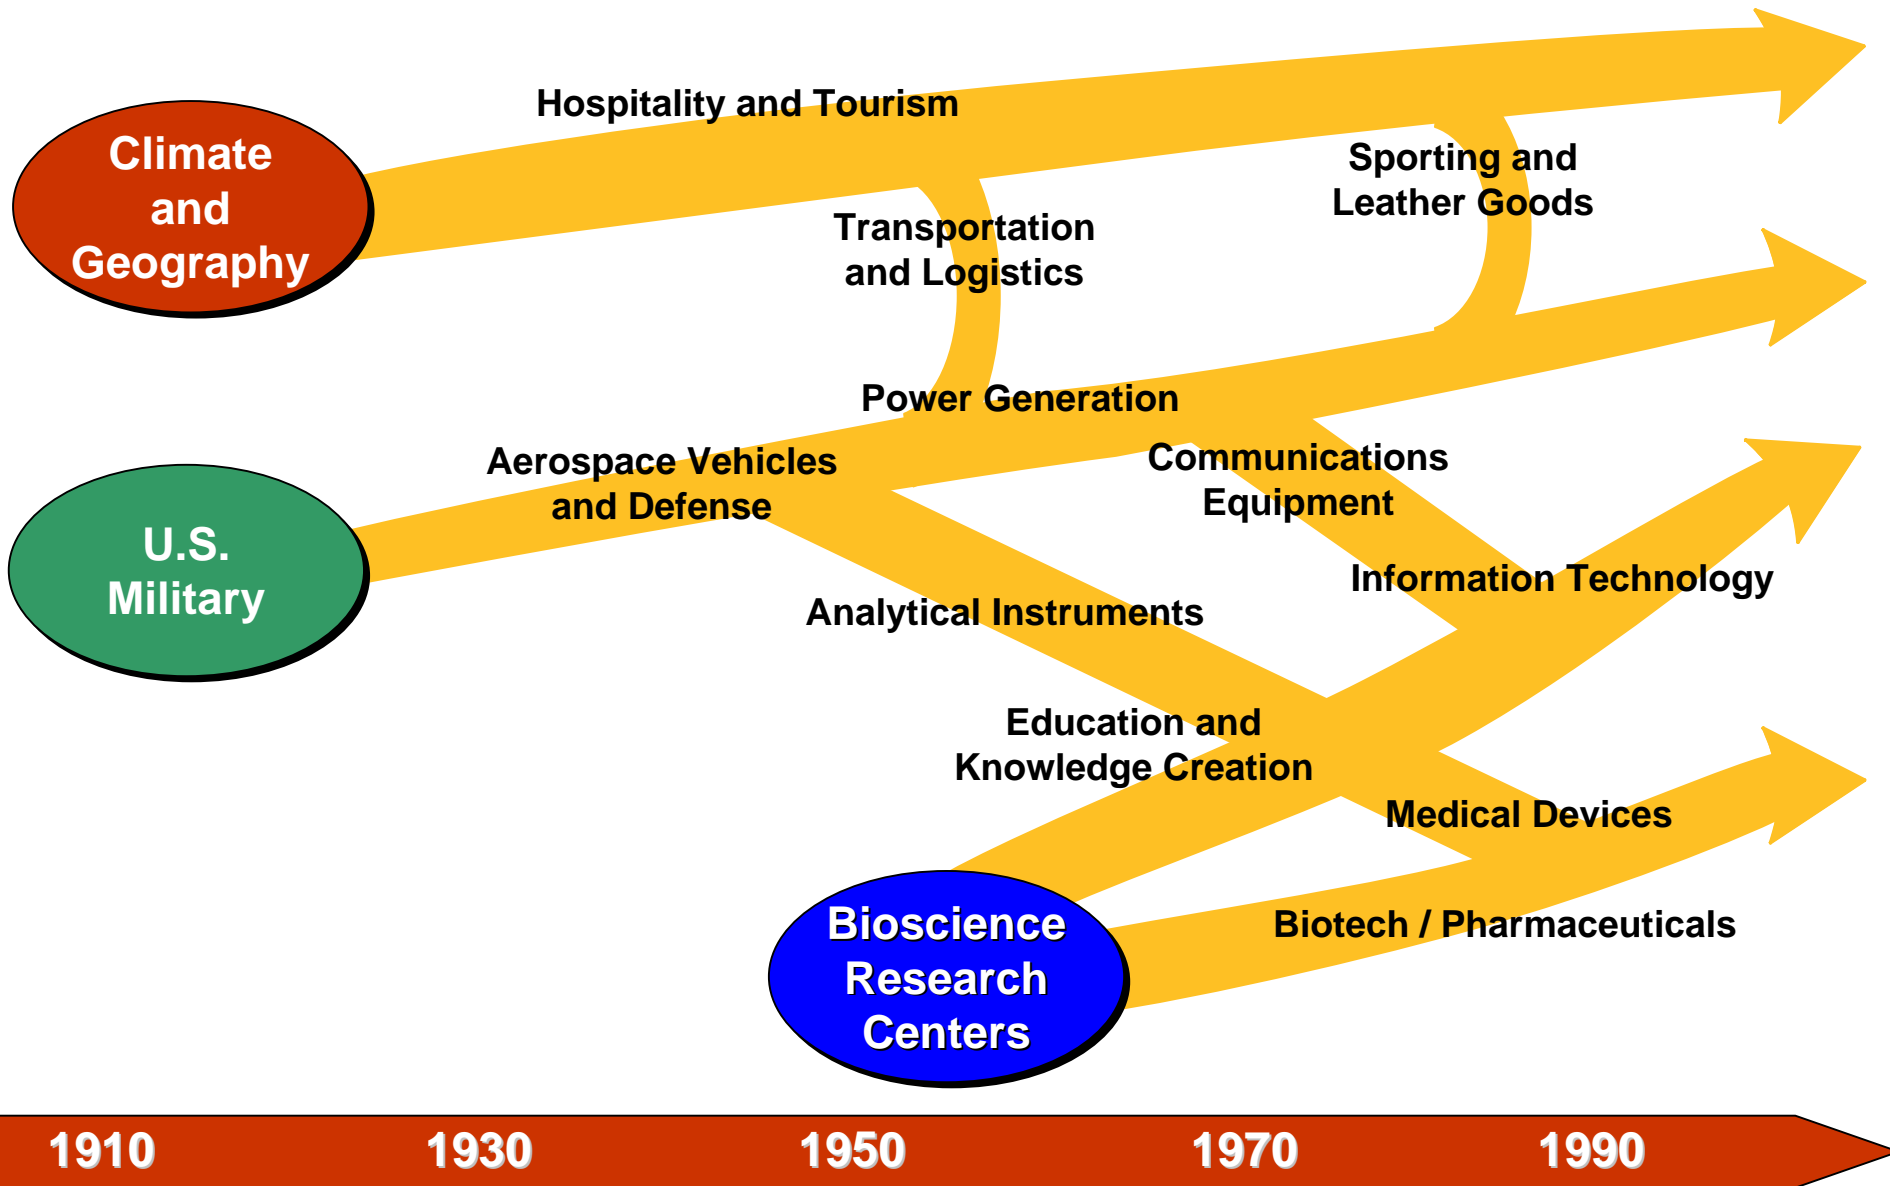 Hospitality and Tourism
Climate
and
Geography
Sporting and
Leather Goods
Transportation
and Logistics
Power Generation
Aerospace Vehicles
and Defense
Communications
Equipment
U.S.
Military
Information Technology
Analytical Instruments
Education and
Knowledge Creation
Medical Devices
Bioscience
Research
Centers
Biotech / Pharmaceuticals
1910 1930 1950 1970 1990